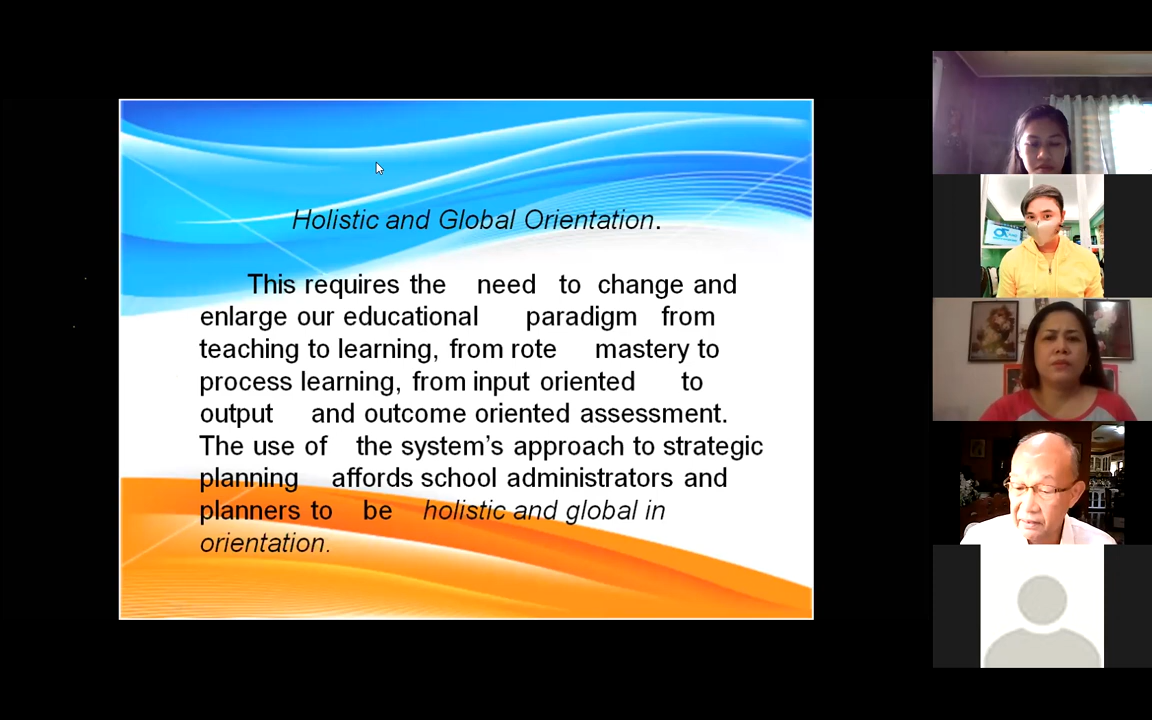 Holistic and Global Orientation.
This requires the need to change and
enlarge our educational paradigm from
teaching to learning, from rote mastery to
process learning, from input oriented to
output and outcome oriented assessment.
The use of the system's approach to strategic
planning affords school administrators and
planners to be holistic and global in
orientation.